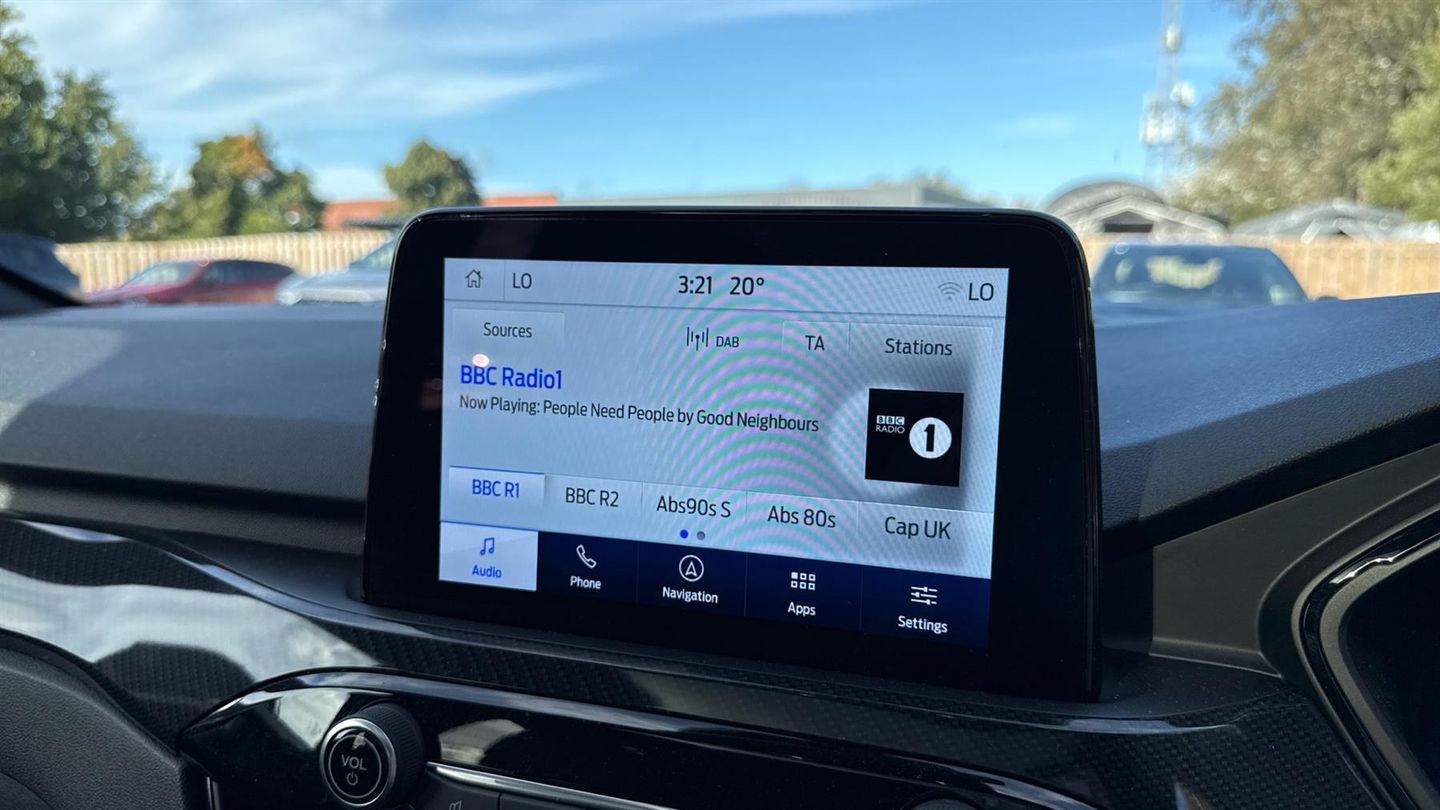 LO 3:21 20° LO
Sources DAB TA Stations
BBC Radio1
Now Playing: People Need People by Good Neighbours
BBC
RADIO 1
BBC R1 BBC R2 Abs90s S Abs 80s Cap UK
Audio Phone Navigation Apps Settings
VOL